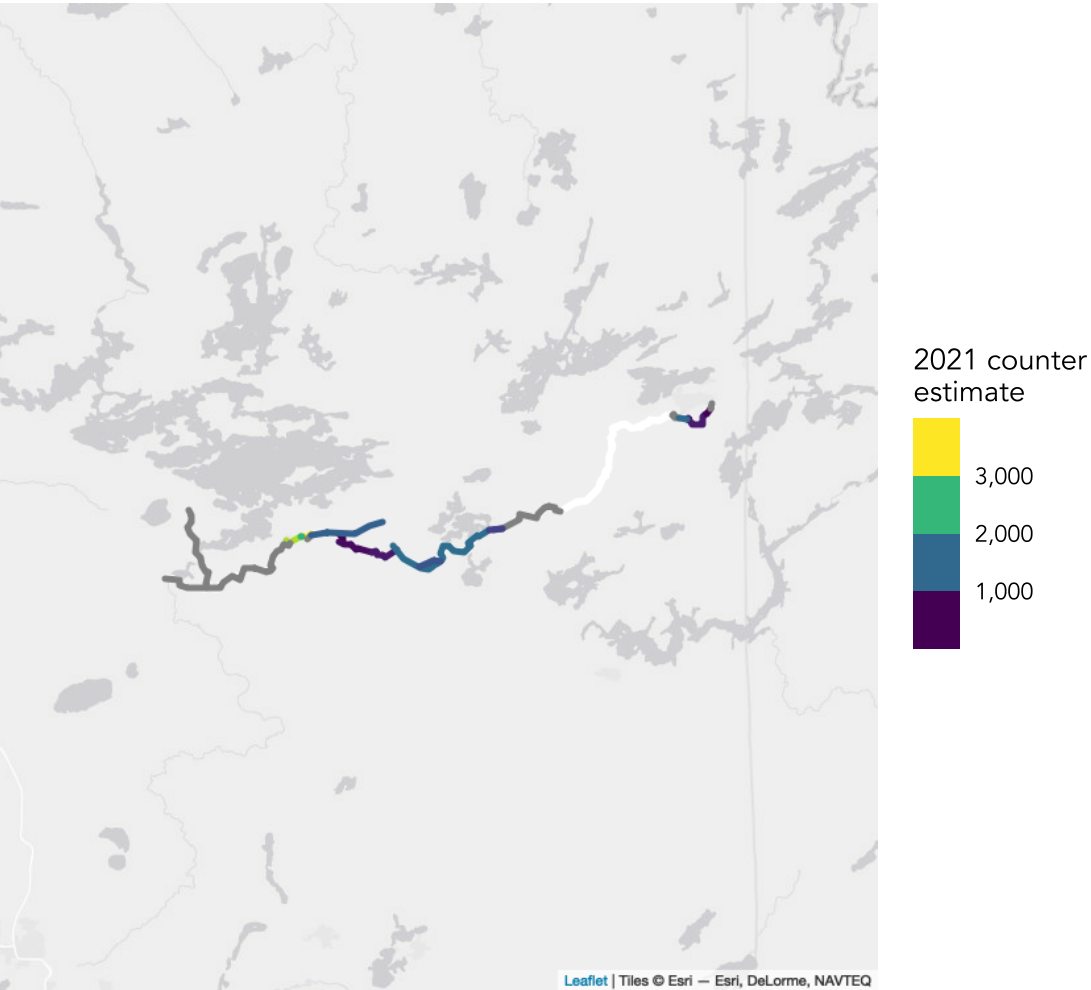 2021 counter
estimate
3,000
2,000
1,000
Leaflet | Tiles © Esri — Esri, DeLorme, NAVTEQ